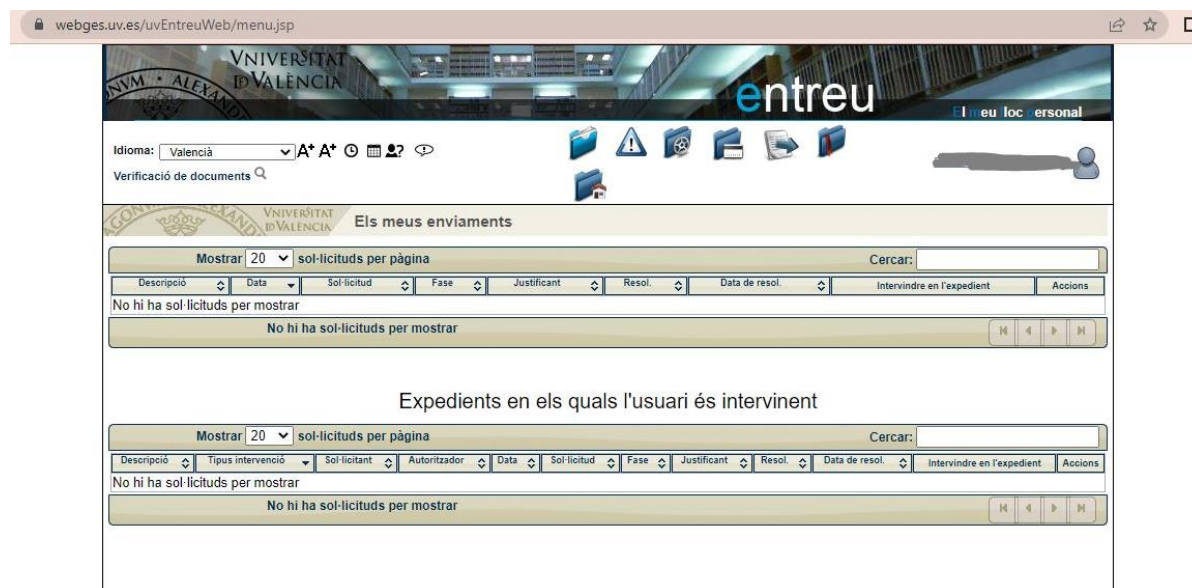 webges.uv.es/uvEntreuWeb/menu.jsp
VNIVERSITAT
IDVALÈNCIA
entreu
El meu lloc personal
Idioma: Valencià A+ A+
Verificació de documents
VNIVERSITAT
IDVALÈNCIA
Els meus enviaments
Mostrar 20 sol·licituds per pàgina Cercar:
Descripció Data Sol·licitud Fase Justificant Resol. Data de resol. Intervindre en l'expedient Accions
No hi ha sol·licituds per mostrar
No hi ha sol·licituds per mostrar
Expedients en els quals l'usuari és intervinent
Mostrar 20 sol·licituds per pàgina Cercar:
Descripció Tipus intervenció Sol·licitant Autoritzador Data Sol·licitud Fase Justificant Resol. Data de resol. Intervindre en l'expedient Accions
No hi ha sol·licituds per mostrar
No hi ha sol·licituds per mostrar